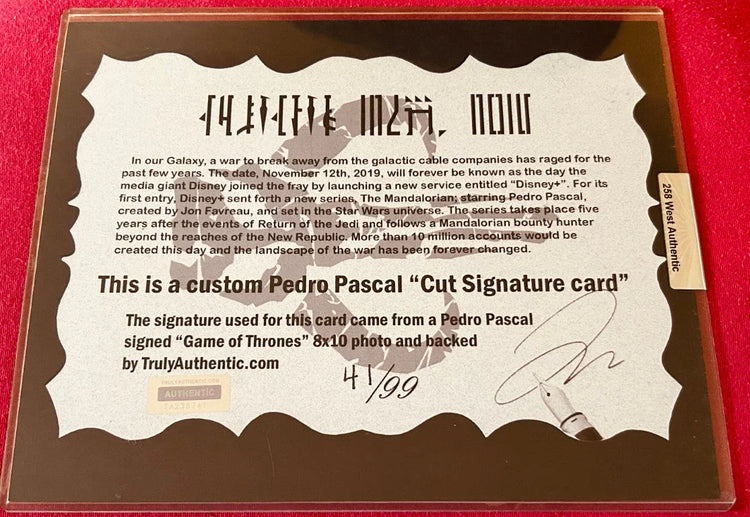 In our Galaxy, a war to break away from the galactic cable companies has raged for the
past few years. The date, November 12th, 2019, will forever be known as the day the
media giant Disney joined the fray by launching a new service entitled “Disney+”. For its
first entry, Disney+ sent forth a new series, The Mandalorian; starring Pedro Pascal,
created by Jon Favreau, and set in the Star Wars universe. The series takes place five
years after the events of Return of the Jedi and follows a Mandalorian bounty hunter
beyond the reaches of the New Republic. More than 10 million accounts would be
created this day and the landscape of the war has been forever changed.
This is a custom Pedro Pascal “Cut Signature card”
The signature used for this card came from a Pedro Pascal
signed “Game of Thrones” 8x10 photo and backed
by TrulyAuthentic.com
41/99
TRULYAUTHENTIC.COM
AUTHENTIC
258 West Authentic